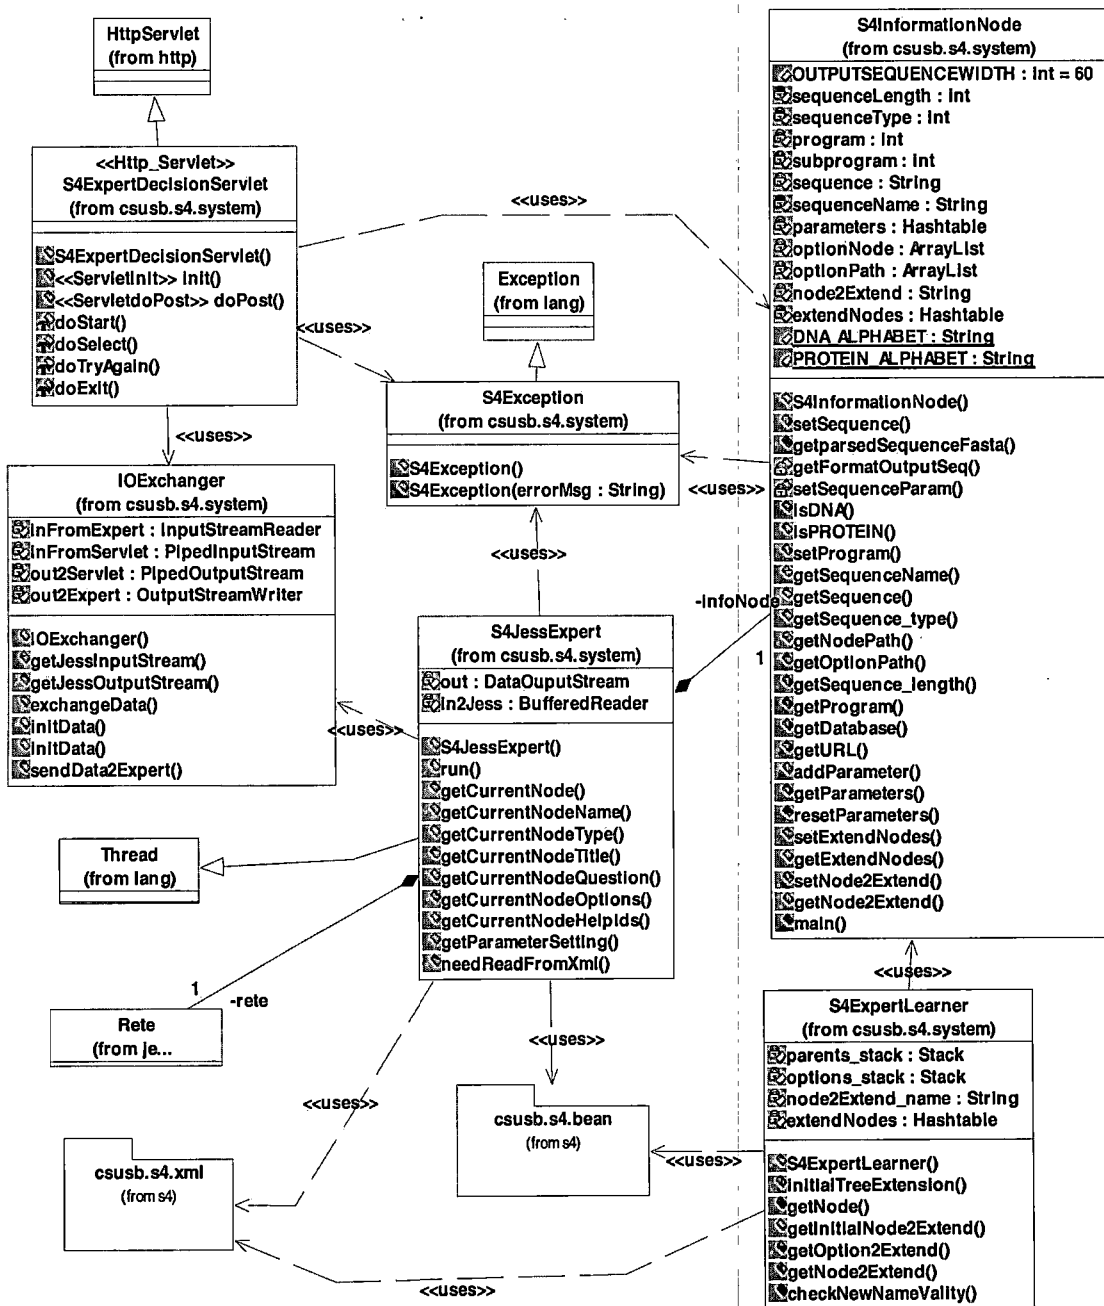 HttpServlet
(from http)
<<Http_Servlet>>
S4ExpertDecisionServlet
(from csusb.s4.system)
S4ExpertDecisionServlet()
<<ServletInit>> init()
<<ServletdoPost>> doPost()
doStart()
doSelect()
doTryAgain()
doExit()
<<uses>>
<<uses>>
<<uses>>
Exception
(from lang)
S4Exception
(from csusb.s4.system)
S4Exception()
S4Exception(errorMsg : String)
<<uses>>
<<uses>>
IOExchanger
(from csusb.s4.system)
inFromExpert : InputStreamReader
inFromServlet : PipedInputStream
out2Servlet : PipedOutputStream
out2Expert : OutputStreamWriter
IOExchanger()
getJessInputStream()
getJessOutputStream()
exchangeData()
initData()
initData()
sendData2Expert()
<<uses>>
S4JessExpert
(from csusb.s4.system)
out : DataOuputStream
in2Jess : BufferedReader
S4JessExpert()
run()
getCurrentNode()
getCurrentNodeName()
getCurrentNodeType()
getCurrentNodeTitle()
getCurrentNodeQuestion()
getCurrentNodeOptions()
getCurrentNodeHelpIds()
getParameterSetting()
needReadFromXml()
-infoNode
1
Thread
(from lang)
1
-rete
Rete
(from je...
<<uses>>
<<uses>>
csusb.s4.xml
(from s4)
csusb.s4.bean
(from s4)
<<uses>>
<<uses>>
S4InformationNode
(from csusb.s4.system)
OUTPUTSEQUENCEWIDTH : int = 60
sequenceLength : int
sequenceType : int
program : int
subprogram : int
sequence : String
sequenceName : String
parameters : Hashtable
optionNode : ArrayList
optionPath : ArrayList
node2Extend : String
extendNodes : Hashtable
DNA_ALPHABET : String
PROTEIN_ALPHABET : String
S4InformationNode()
setSequence()
getparsedSequenceFasta()
getFormatOutputSeq()
setSequenceParam()
isDNA()
isPROTEIN()
setProgram()
getSequenceName()
getSequence()
getSequence_type()
getNodePath()
getOptionPath()
getSequence_length()
getProgram()
getDatabase()
getURL()
addParameter()
getParameters()
resetParameters()
setExtendNodes()
getExtendNodes()
setNode2Extend()
getNode2Extend()
main()
<<uses>>
S4ExpertLearner
(from csusb.s4.system)
parents_stack : Stack
options_stack : Stack
node2Extend_name : String
extendNodes : Hashtable
S4ExpertLearner()
initialTreeExtension()
getNode()
getInitialNode2Extend()
getOption2Extend()
getNode2Extend()
checkNewNameVality()